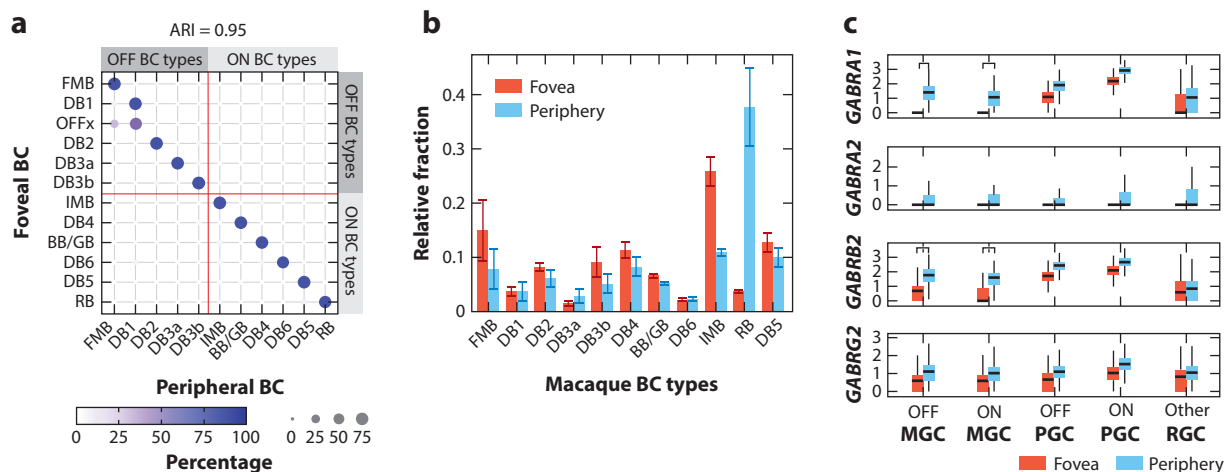 a
ARI = 0.95
OFF BC types
ON BC types
Foveal BC
FMB
DB1
OFFx
DB2
DB3a
DB3b
IMB
DB4
BB/GB
DB6
DB5
RB
OFF BC types
ON BC types
FMB
DB1
DB2
DB3a
DB3b
IMB
BB/GB
DB4
DB6
DB5
RB
Peripheral BC
0 25 50 75 100
Percentage
0 25 50 75
b
Relative fraction
0.4
0.3
0.2
0.1
0
Fovea
Periphery
FMB
DB1
DB2
DB3a
DB3b
DB4
BB/GB
DB6
IMB
RB
DB5
Macaque BC types
c
GABRA1
3
2
1
0
GABRA2
2
1
0
GABRB2
3
2
1
0
GABRG2
3
2
1
0
OFF ON OFF ON Other
MGC MGC PGC PGC RGC
Fovea Periphery